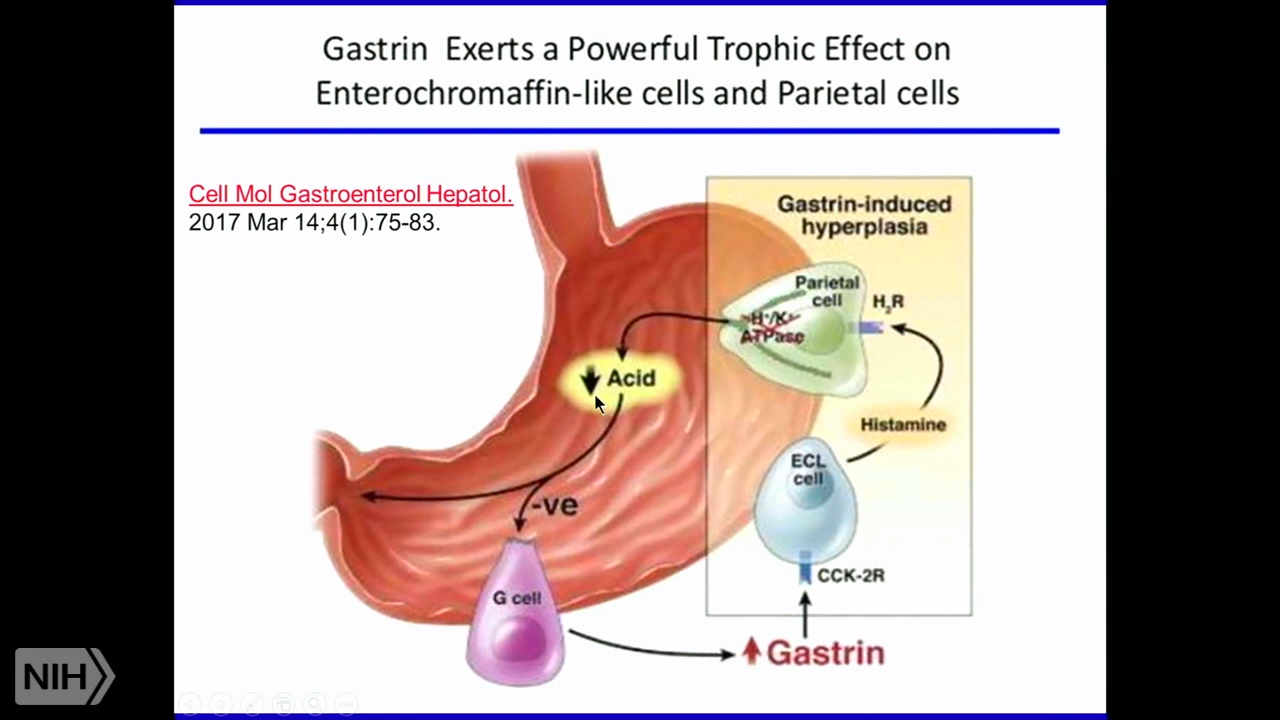 Gastrin Exerts a Powerful Trophic Effect on
Enterochromaffin-like cells and Parietal cells
Cell Mol Gastroenterol Hepatol.
2017 Mar 14;4(1):75-83.
Gastrin-induced
hyperplasia
Parietal
cell
H₂R
H⁺/K⁺
ATPase
Acid
Histamine
ECL
cell
-ve
CCK-2R
G cell
Gastrin
NIH